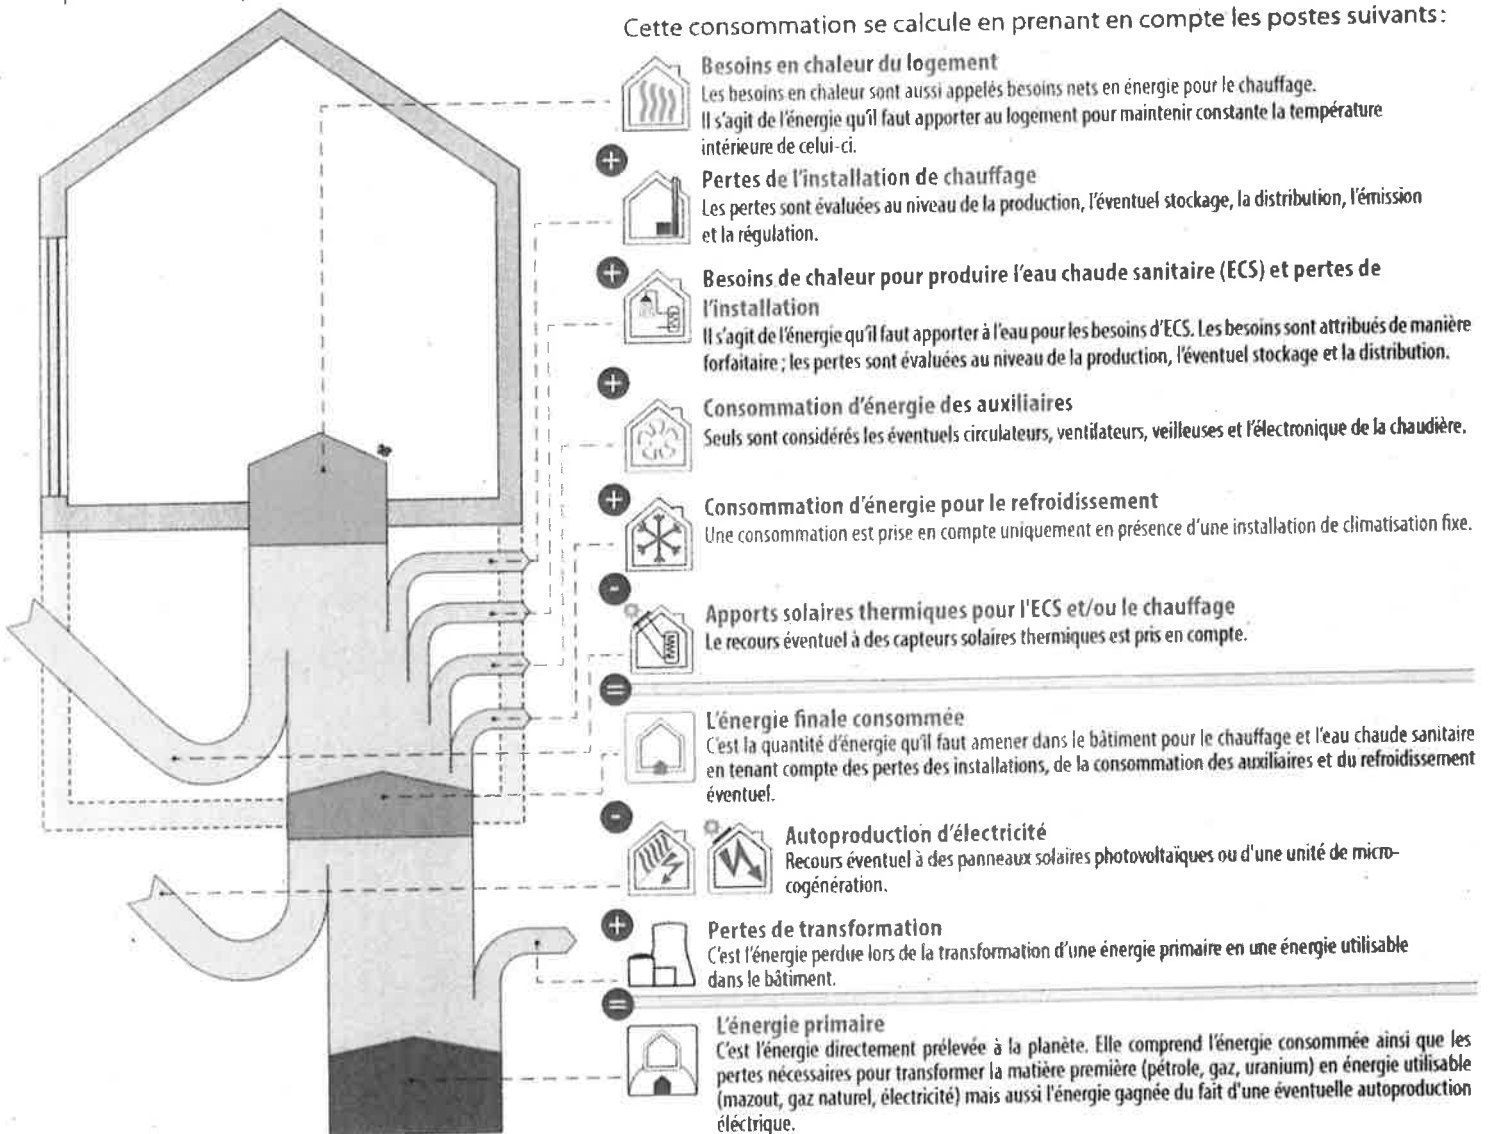 Cette consommation se calcule en prenant en compte les postes suivants:
Besoins en chaleur du logement
Les besoins en chaleur sont aussi appelés besoins nets en énergie pour le chauffage.
Il s'agit de l'énergie qu'il faut apporter au logement pour maintenir constante la température
intérieure de celui-ci.
+
Pertes de l'installation de chauffage
Les pertes sont évaluées au niveau de la production, l'éventuel stockage, la distribution, l'émission
et la régulation.
+
Besoins de chaleur pour produire l'eau chaude sanitaire (ECS) et pertes de
l'installation
Il s'agit de l'énergie qu'il faut apporter à l'eau pour les besoins d'ECS. Les besoins sont attribués de manière
forfaitaire ; les pertes sont évaluées au niveau de la production, l'éventuel stockage et la distribution.
+
Consommation d'énergie des auxiliaires
Seuls sont considérés les éventuels circulateurs, ventilateurs, veilleuses et l'électronique de la chaudière.
+
Consommation d'énergie pour le refroidissement
Une consommation est prise en compte uniquement en présence d'une installation de climatisation fixe.
-
Apports solaires thermiques pour l'ECS et/ou le chauffage
Le recours éventuel à des capteurs solaires thermiques est pris en compte.
=
L'énergie finale consommée
C'est la quantité d'énergie qu'il faut amener dans le bâtiment pour le chauffage et l'eau chaude sanitaire
en tenant compte des pertes des installations, de la consommation des auxiliaires et du refroidissement
éventuel.
-
Autoproduction d'électricité
Recours éventuel à des panneaux solaires photovoltaïques ou d'une unité de micro-
cogénération.
+
Pertes de transformation
C'est l'énergie perdue lors de la transformation d'une énergie primaire en une énergie utilisable
dans le bâtiment.
=
L'énergie primaire
C'est l'énergie directement prélevée à la planète. Elle comprend l'énergie consommée ainsi que les
pertes nécessaires pour transformer la matière première (pétrole, gaz, uranium) en énergie utilisable
(mazout, gaz naturel, électricité) mais aussi l'énergie gagnée du fait d'une éventuelle autoproduction
éléctrique.